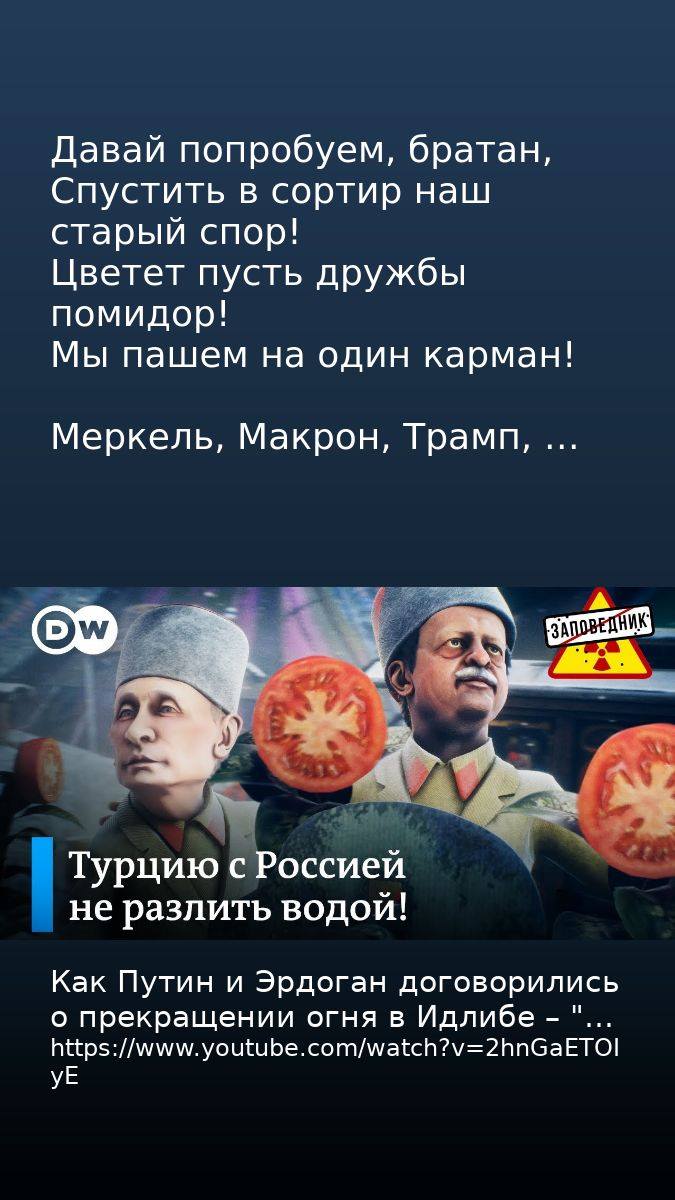 Давай попробуем, братан,
Спустить в сортир наш
старый спор!
Цветет пусть дружбы
помидор!
Мы пашем на один карман!
Меркель, Макрон, Трамп, ...
DW
ЗАПОВЕДНИК
Турцию с Россией
не разлить водой!
Как Путин и Эрдоган договорились
о прекращении огня в Идлибе – "...
https://www.youtube.com/watch?v=2hnGaETOl
yE